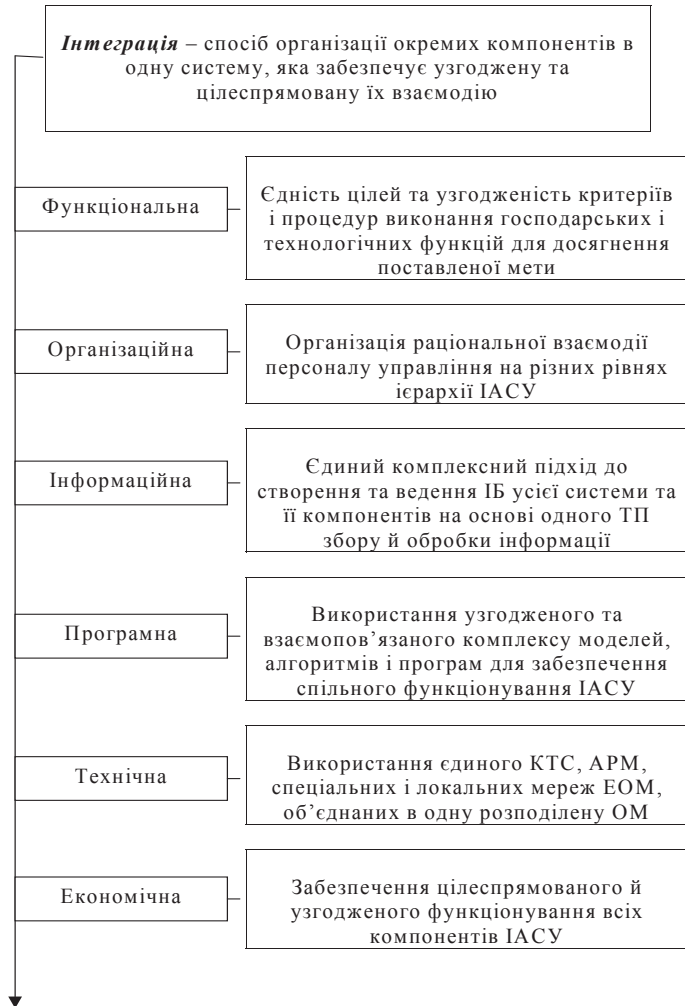 Інтеграція – спосіб організації окремих компонентів в
одну систему, яка забезпечує узгоджену та
цілеспрямовану їх взаємодію
Функціональна
Єдність цілей та узгодженість критеріїв
і процедур виконання господарських і
технологічних функцій для досягнення
поставленої мети
Організаційна
Організація раціональної взаємодії
персоналу управління на різних рівнях
ієрархії ІАСУ
Інформаційна
Єдиний комплексний підхід до
створення та ведення ІБ усієї системи та
її компонентів на основі одного ТП
збору й обробки інформації
Програмна
Використання узгодженого та
взаємопов’язаного комплексу моделей,
алгоритмів і програм для забезпечення
спільного функціонування ІАСУ
Технічна
Використання єдиного КТС, АРМ,
спеціальних і локальних мереж ЕОМ,
об’єднаних в одну розподілену ОМ
Економічна
Забезпечення цілеспрямованого й
узгодженого функціонування всіх
компонентів ІАСУ